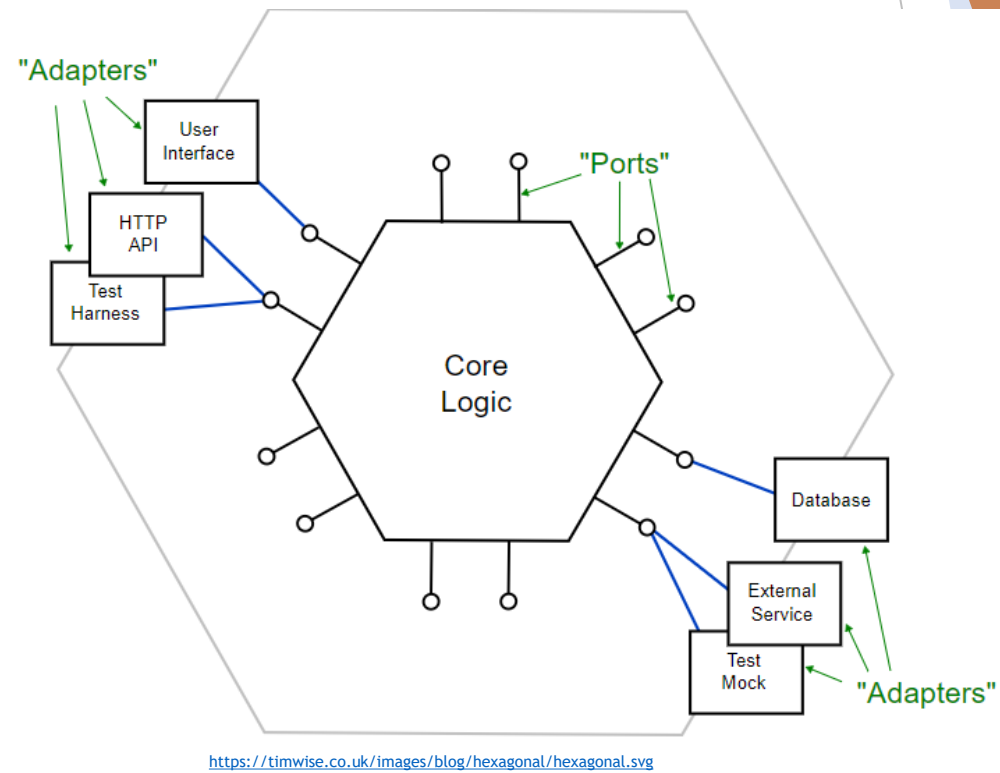 "Adapters"
User
Interface
HTTP
API
Test
Harness
"Ports"
Core
Logic
Database
External
Service
Test
Mock
"Adapters"
https://timwise.co.uk/images/blog/hexagonal/hexagonal.svg